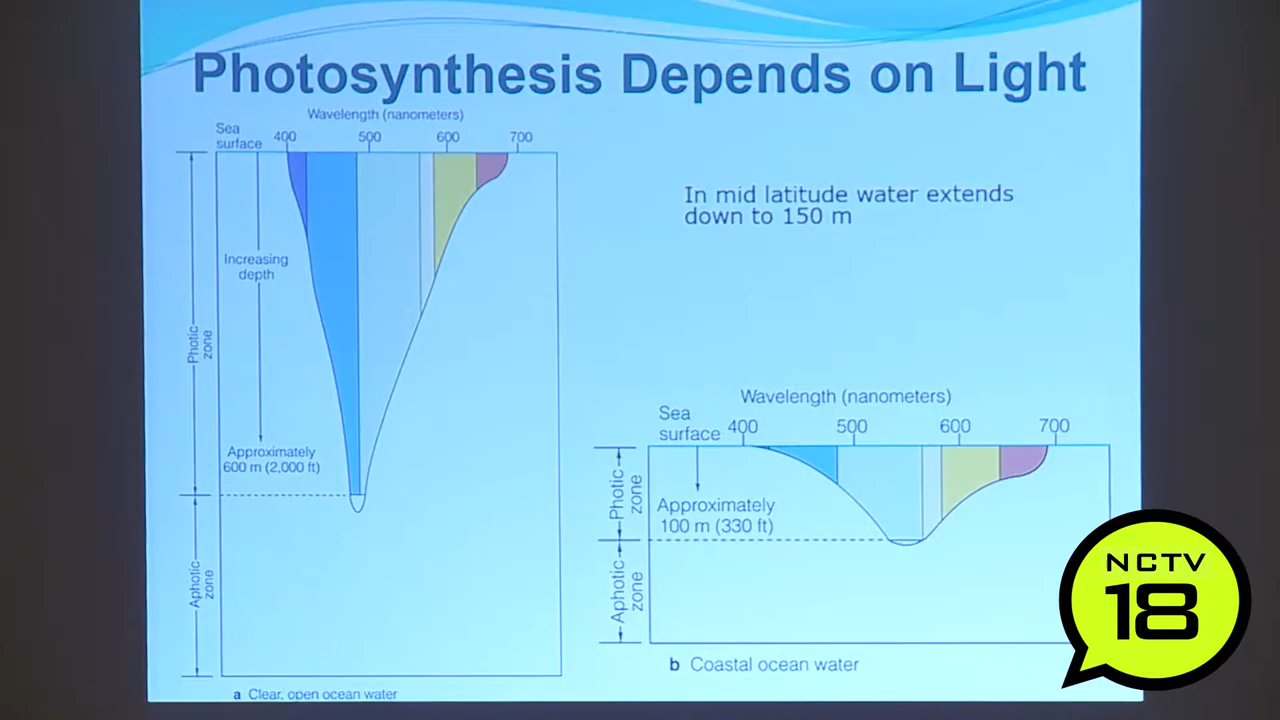 Photosynthesis Depends on Light
Wavelength (nanometers)
Sea
surface
400 500 600 700
Increasing
depth
Photic
zone
Approximately
600 m (2,000 ft)
Aphotic
zone
a Clear, open ocean water
In mid latitude water extends
down to 150 m
Wavelength (nanometers)
Sea
surface
400 500 600 700
Photic
zone
Approximately
100 m (330 ft)
Aphotic
zone
b Coastal ocean water
NCTV
18